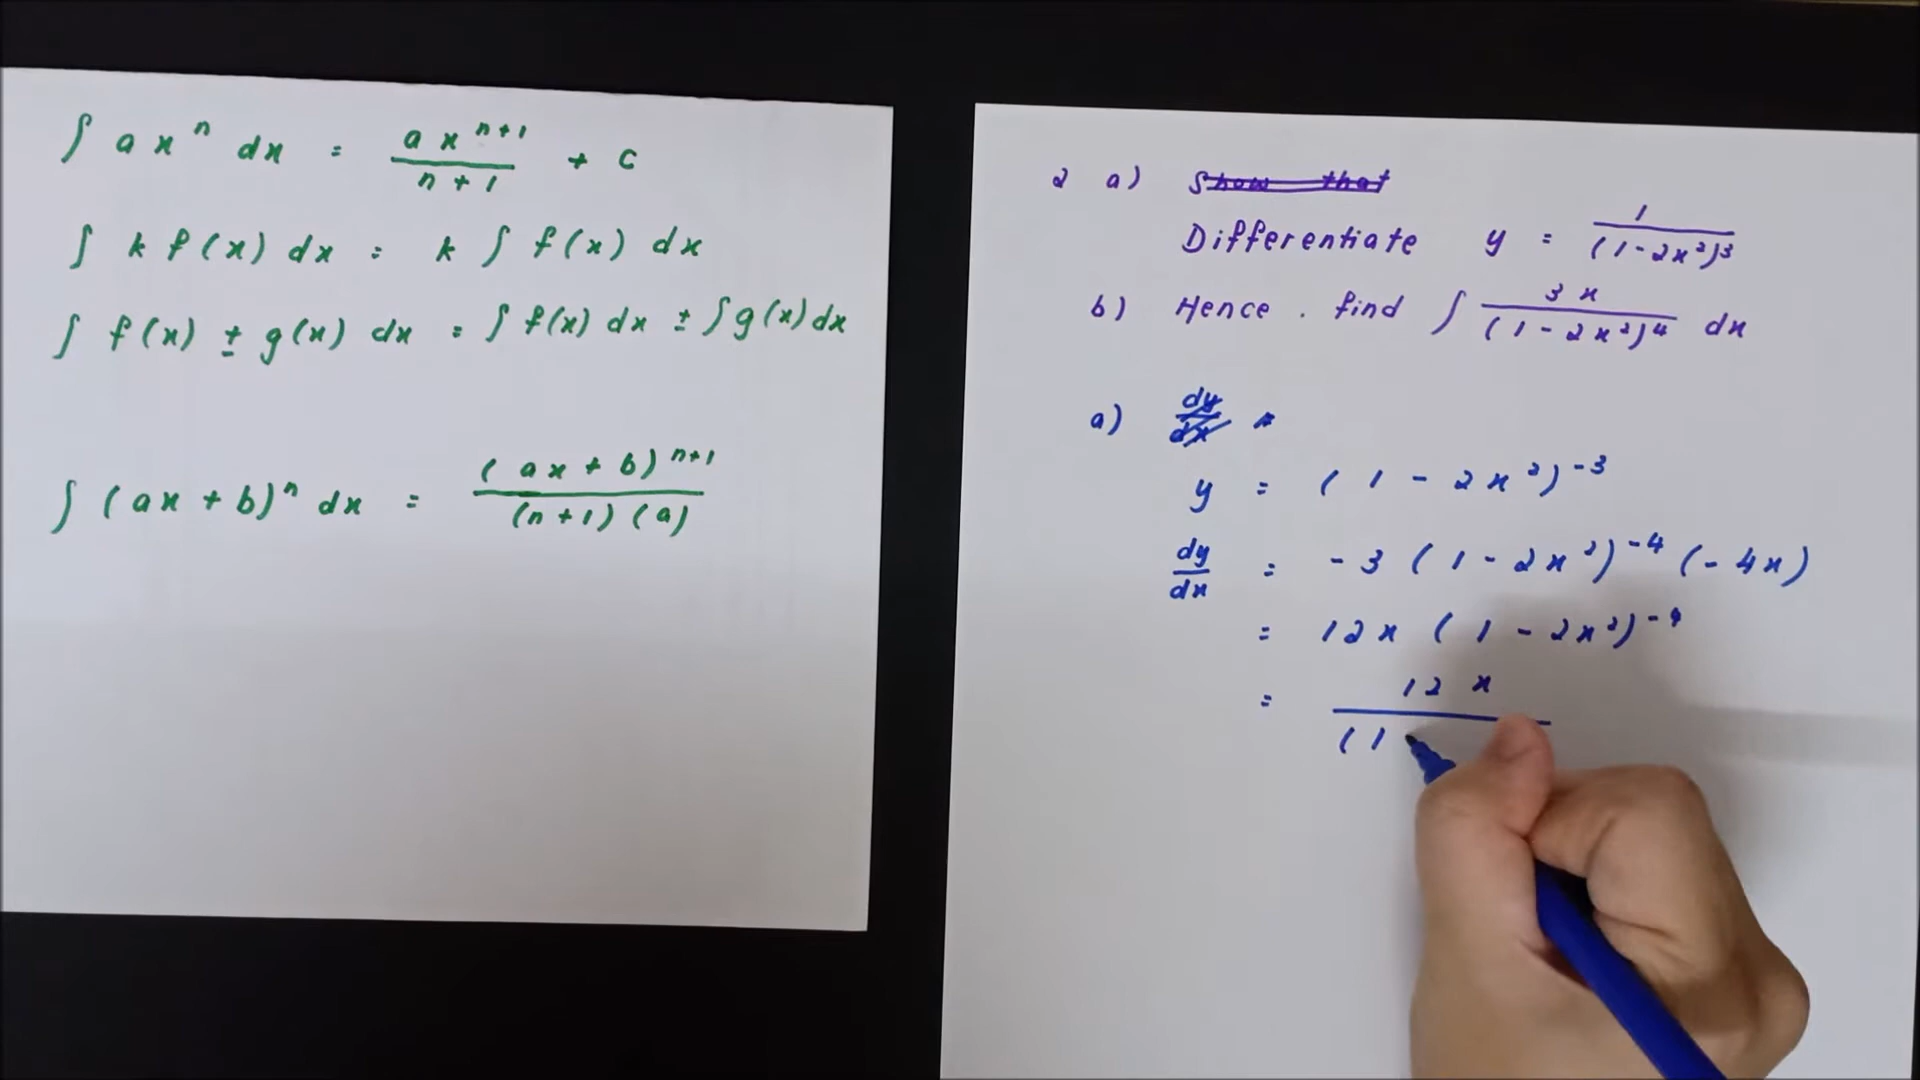 ∫ a x^n dx = a x^(n+1) / (n + 1) + c
∫ k f(x) dx = k ∫ f(x) dx
∫ f(x) ± g(x) dx = ∫ f(x) dx ± ∫ g(x) dx
∫ (ax + b)^n dx = (ax + b)^(n+1) / (n + 1)(a)
2 a) Show that
Differentiate y = 1 / (1 - 2x²)³
b) Hence . find ∫ 3x / (1 - 2x²)⁴ dx
a) dy/dx =
y = (1 - 2x²)^-3
dy/dx = -3 (1 - 2x²)^-4 (-4x)
= 12x (1 - 2x²)^-4
= 12x / (1